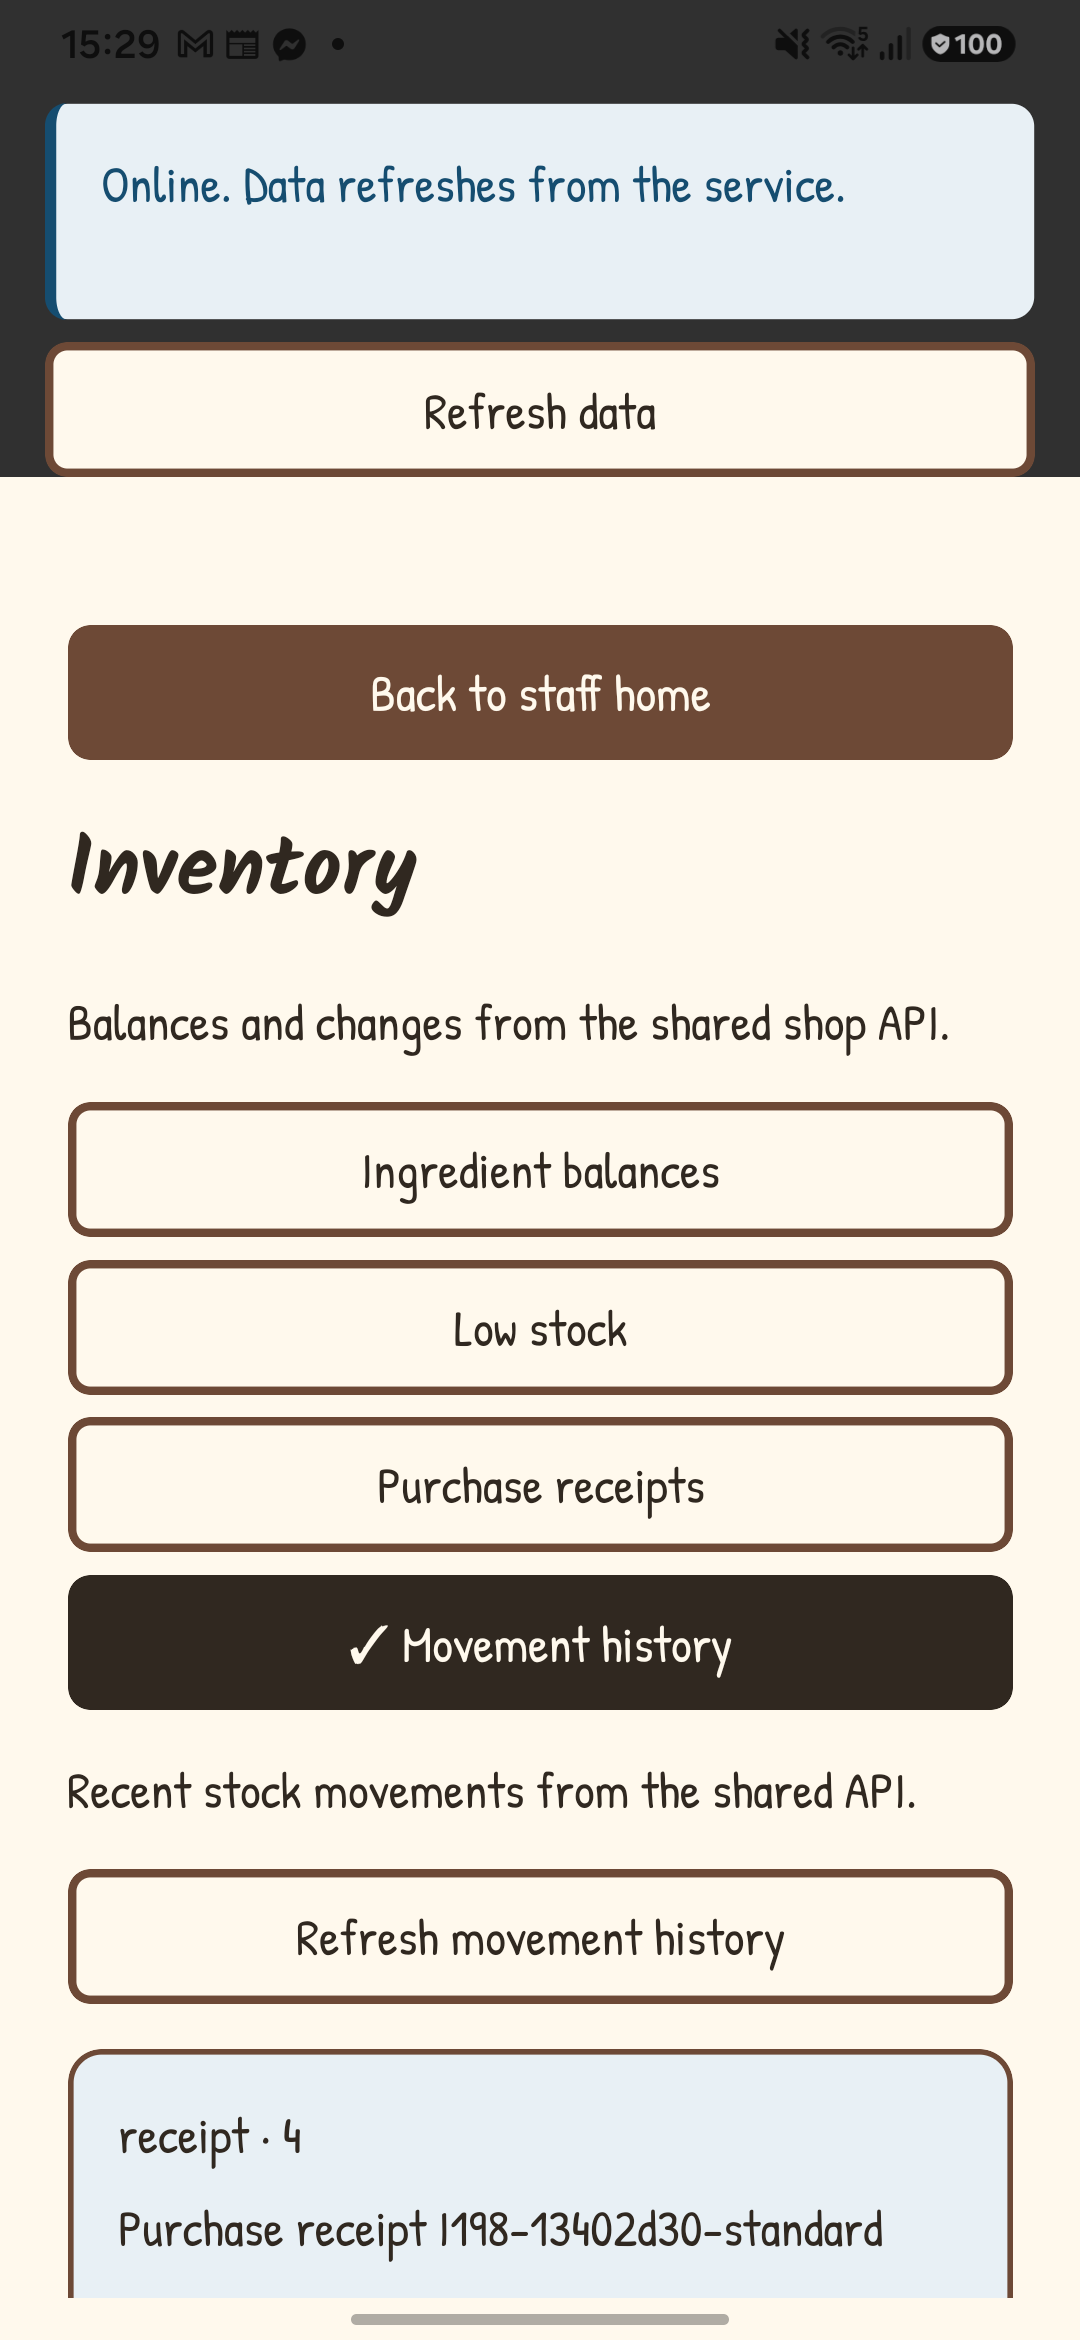 15:29
5
100
Online. Data refreshes from the service.
Refresh data
Back to staff home
Inventory
Balances and changes from the shared shop API.
Ingredient balances
Low stock
Purchase receipts
✓ Movement history
Recent stock movements from the shared API.
Refresh movement history
receipt · 4
Purchase receipt 1198-13402d30-standard